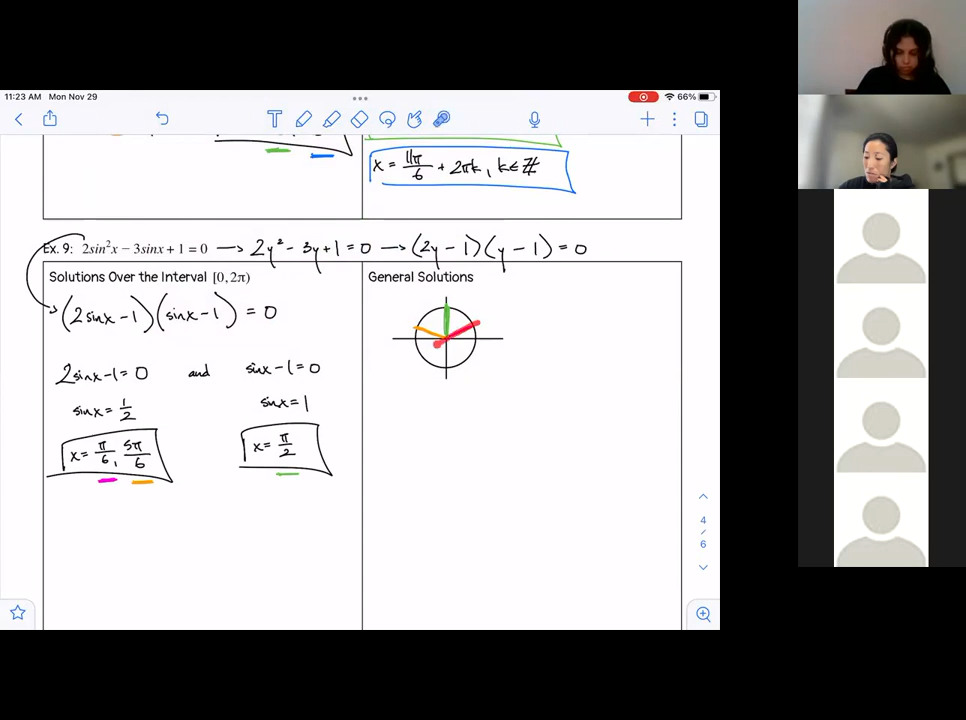 11:23 AM Mon Nov 29
66%
x = 11π/6 + 2πk, k ∈ ℤ
Ex. 9: 2sin²x − 3sinx + 1 = 0 → 2y² − 3y + 1 = 0 → (2y − 1)(y − 1) = 0
Solutions Over the Interval [0, 2π)
General Solutions
(2sinx − 1)(sinx − 1) = 0
2sinx − 1 = 0 and sinx − 1 = 0
sinx = 1/2
sinx = 1
x = π/6, 5π/6
x = π/2
4
/
6